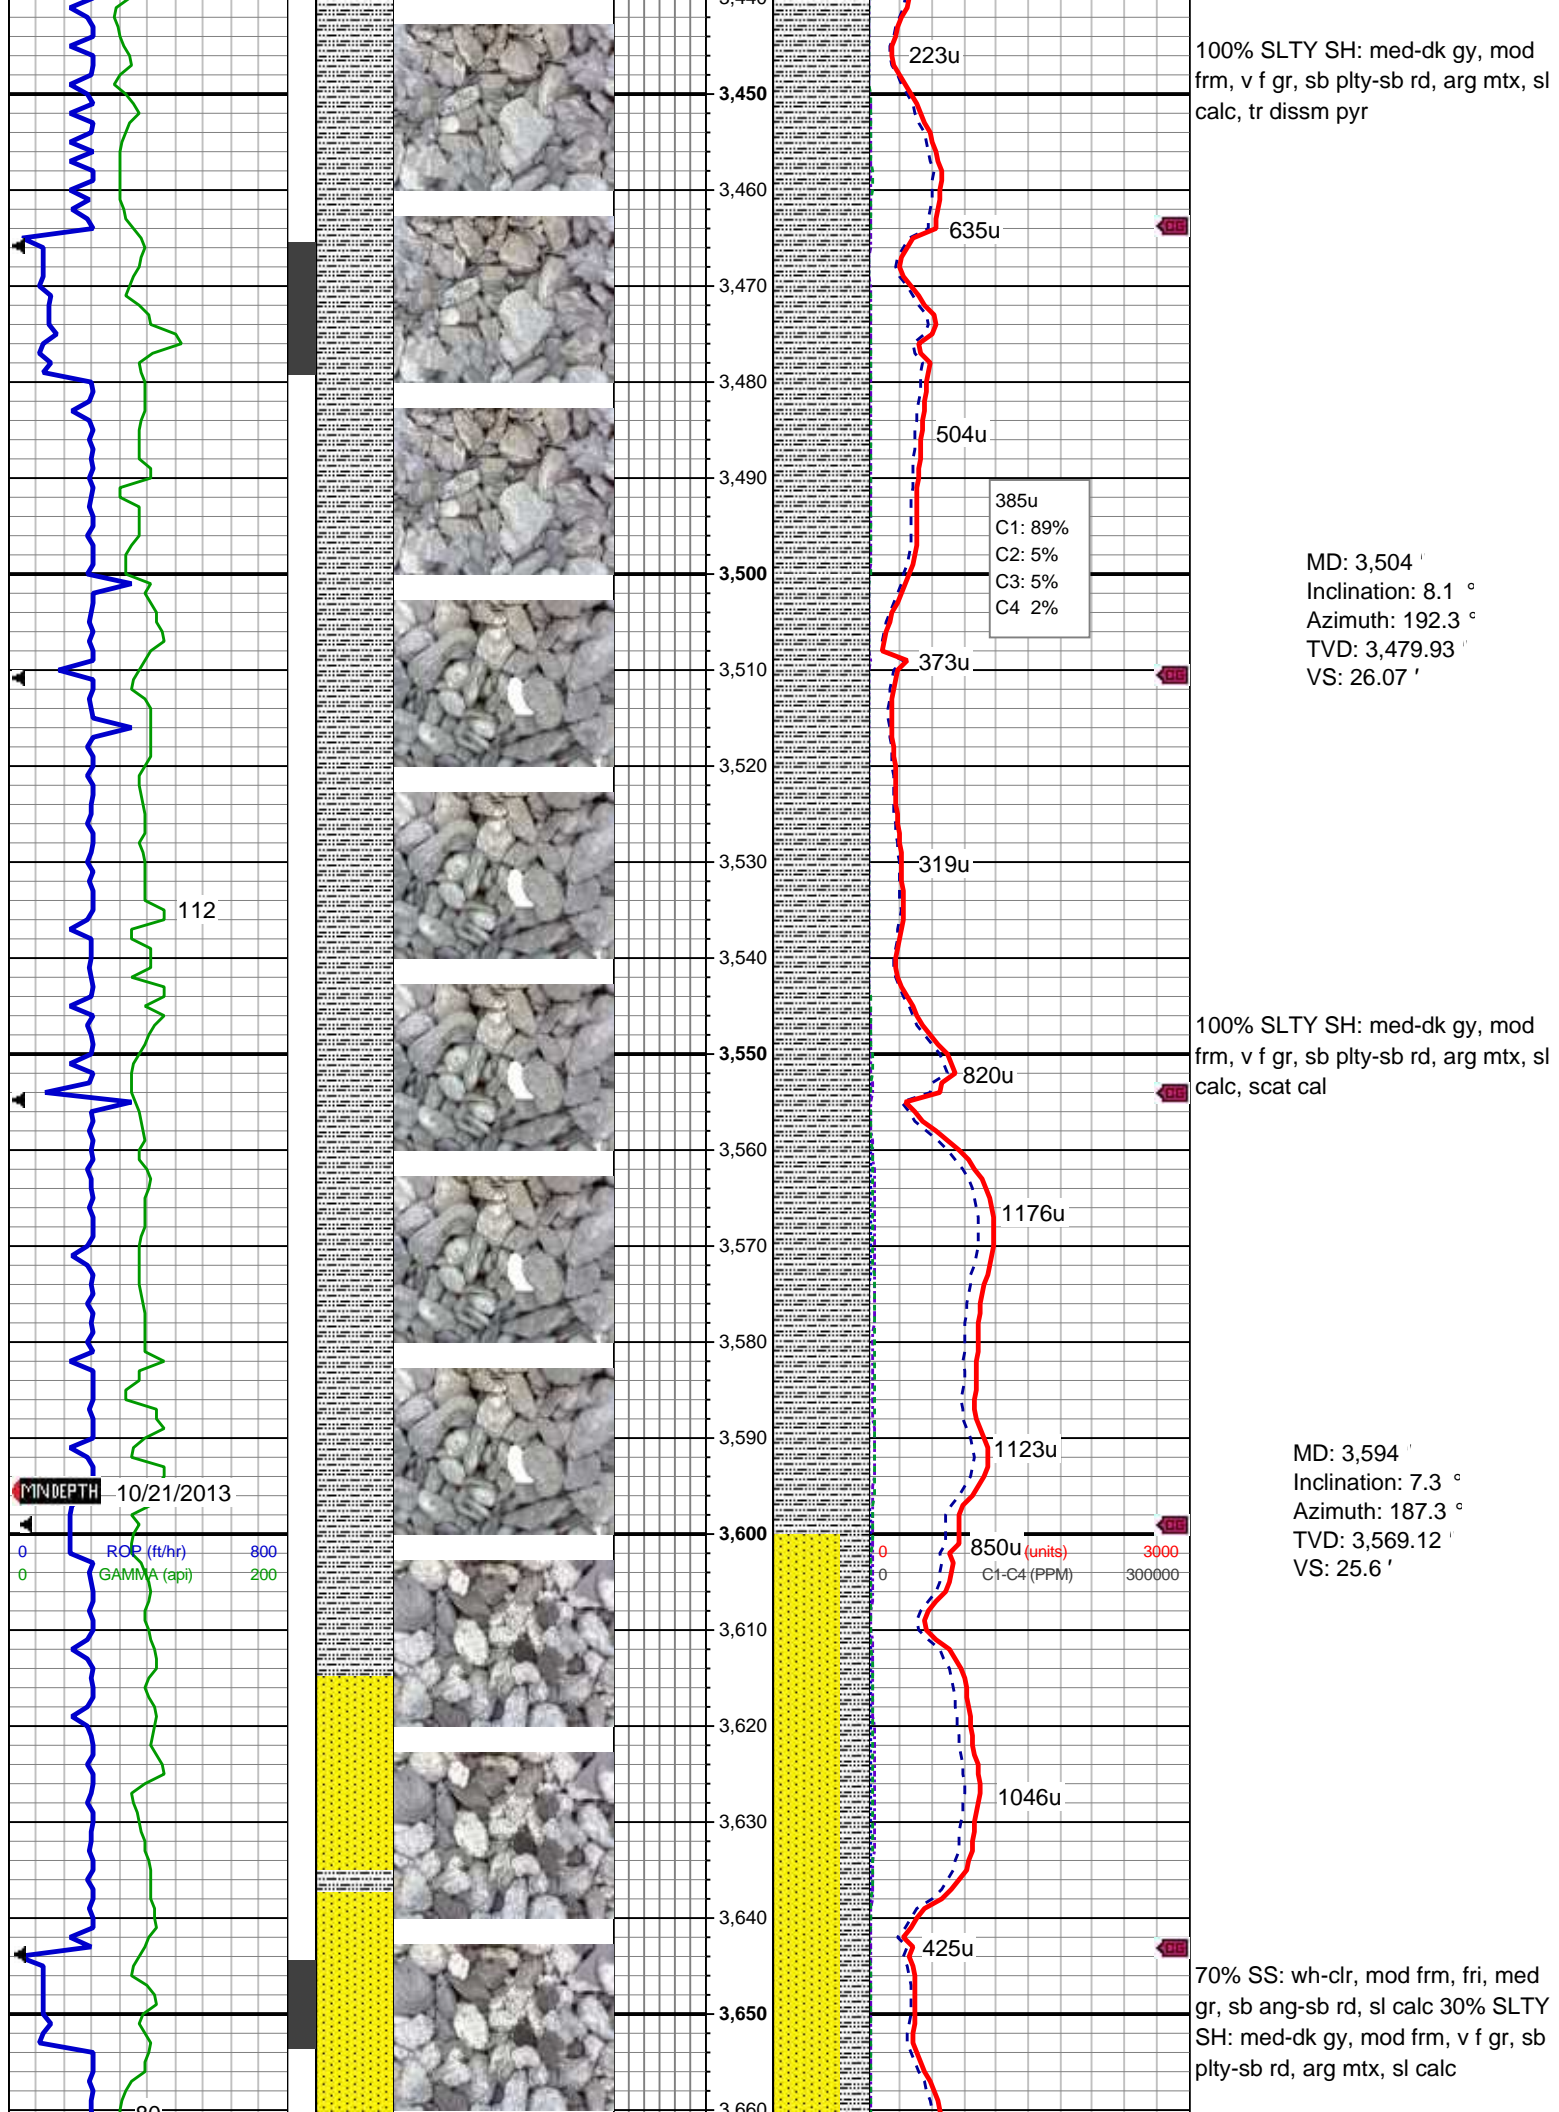 223u
100% SLTY SH: med-dk gy, mod
frm, v f gr, sb plty-sb rd, arg mtx, sl
calc, tr dissm pyr
3,450
3,460
635u
CG
3,470
3,480
504u
3,490
385u
C1: 89%
C2: 5%
C3: 5%
C4 2%
3,500
MD: 3,504 '
Inclination: 8.1 °
Azimuth: 192.3 °
TVD: 3,479.93 '
VS: 26.07 '
3,510
373u
CG
3,520
3,530
319u
112
3,540
100% SLTY SH: med-dk gy, mod
frm, v f gr, sb plty-sb rd, arg mtx, sl
calc, scat cal
3,550
820u
CG
3,560
1176u
3,570
3,580
3,590
1123u
MD: 3,594 '
Inclination: 7.3 °
Azimuth: 187.3 °
TVD: 3,569.12 '
VS: 25.6 '
MN DEPTH
10/21/2013
CG
3,600
0 ROP (ft/hr) 800
0 GAMMA (api) 200
850u
0 (units) 3000
0 C1-C4 (PPM) 300000
3,610
3,620
1046u
3,630
3,640
425u
CG
70% SS: wh-clr, mod frm, fri, med
gr, sb ang-sb rd, sl calc 30% SLTY
SH: med-dk gy, mod frm, v f gr, sb
plty-sb rd, arg mtx, sl calc
3,650
3,660